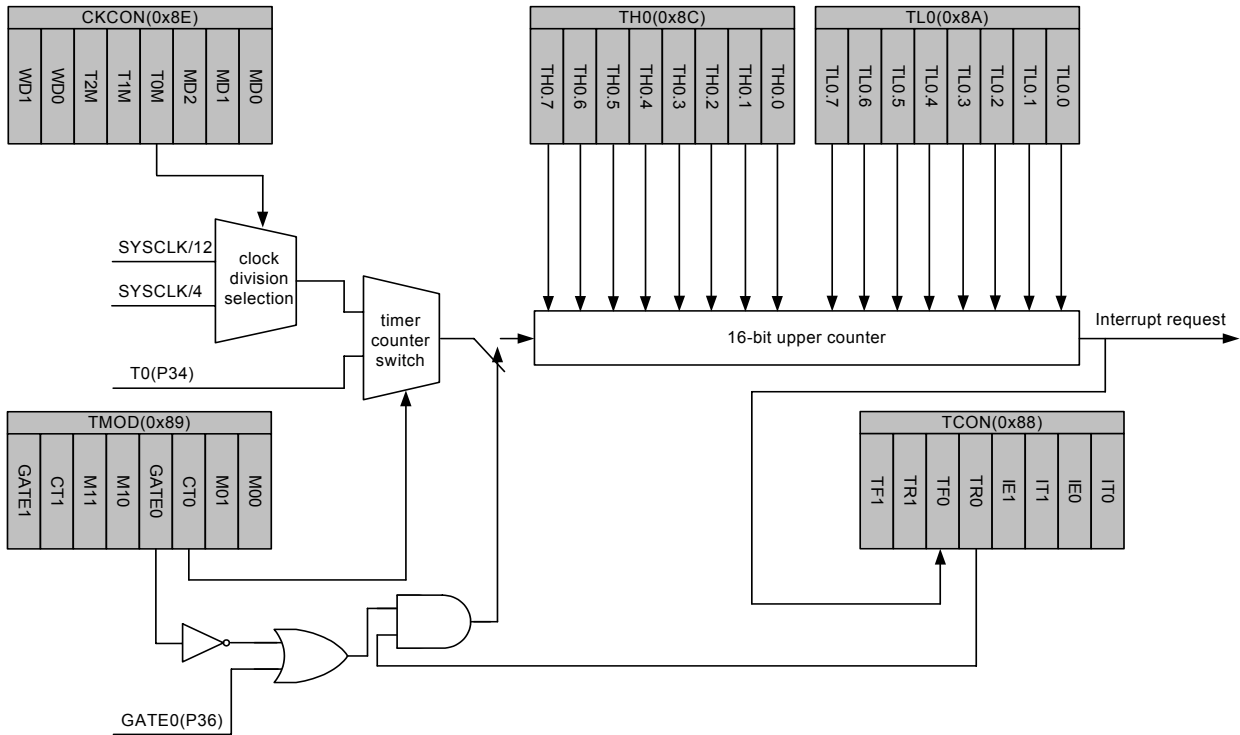 CKCON(0x8E)
WD1
WD0
T2M
T1M
T0M
MD2
MD1
MD0
TH0(0x8C)
TH0.7
TH0.6
TH0.5
TH0.4
TH0.3
TH0.2
TH0.1
TH0.0
TL0(0x8A)
TL0.7
TL0.6
TL0.5
TL0.4
TL0.3
TL0.2
TL0.1
TL0.0
SYSCLK/12
SYSCLK/4
clock
division
selection
T0(P34)
timer
counter
switch
16-bit upper counter
Interrupt request
TMOD(0x89)
GATE1
CT1
M11
M10
GATE0
CT0
M01
M00
TCON(0x88)
TF1
TR1
TF0
TR0
IE1
IT1
IE0
IT0
GATE0(P36)